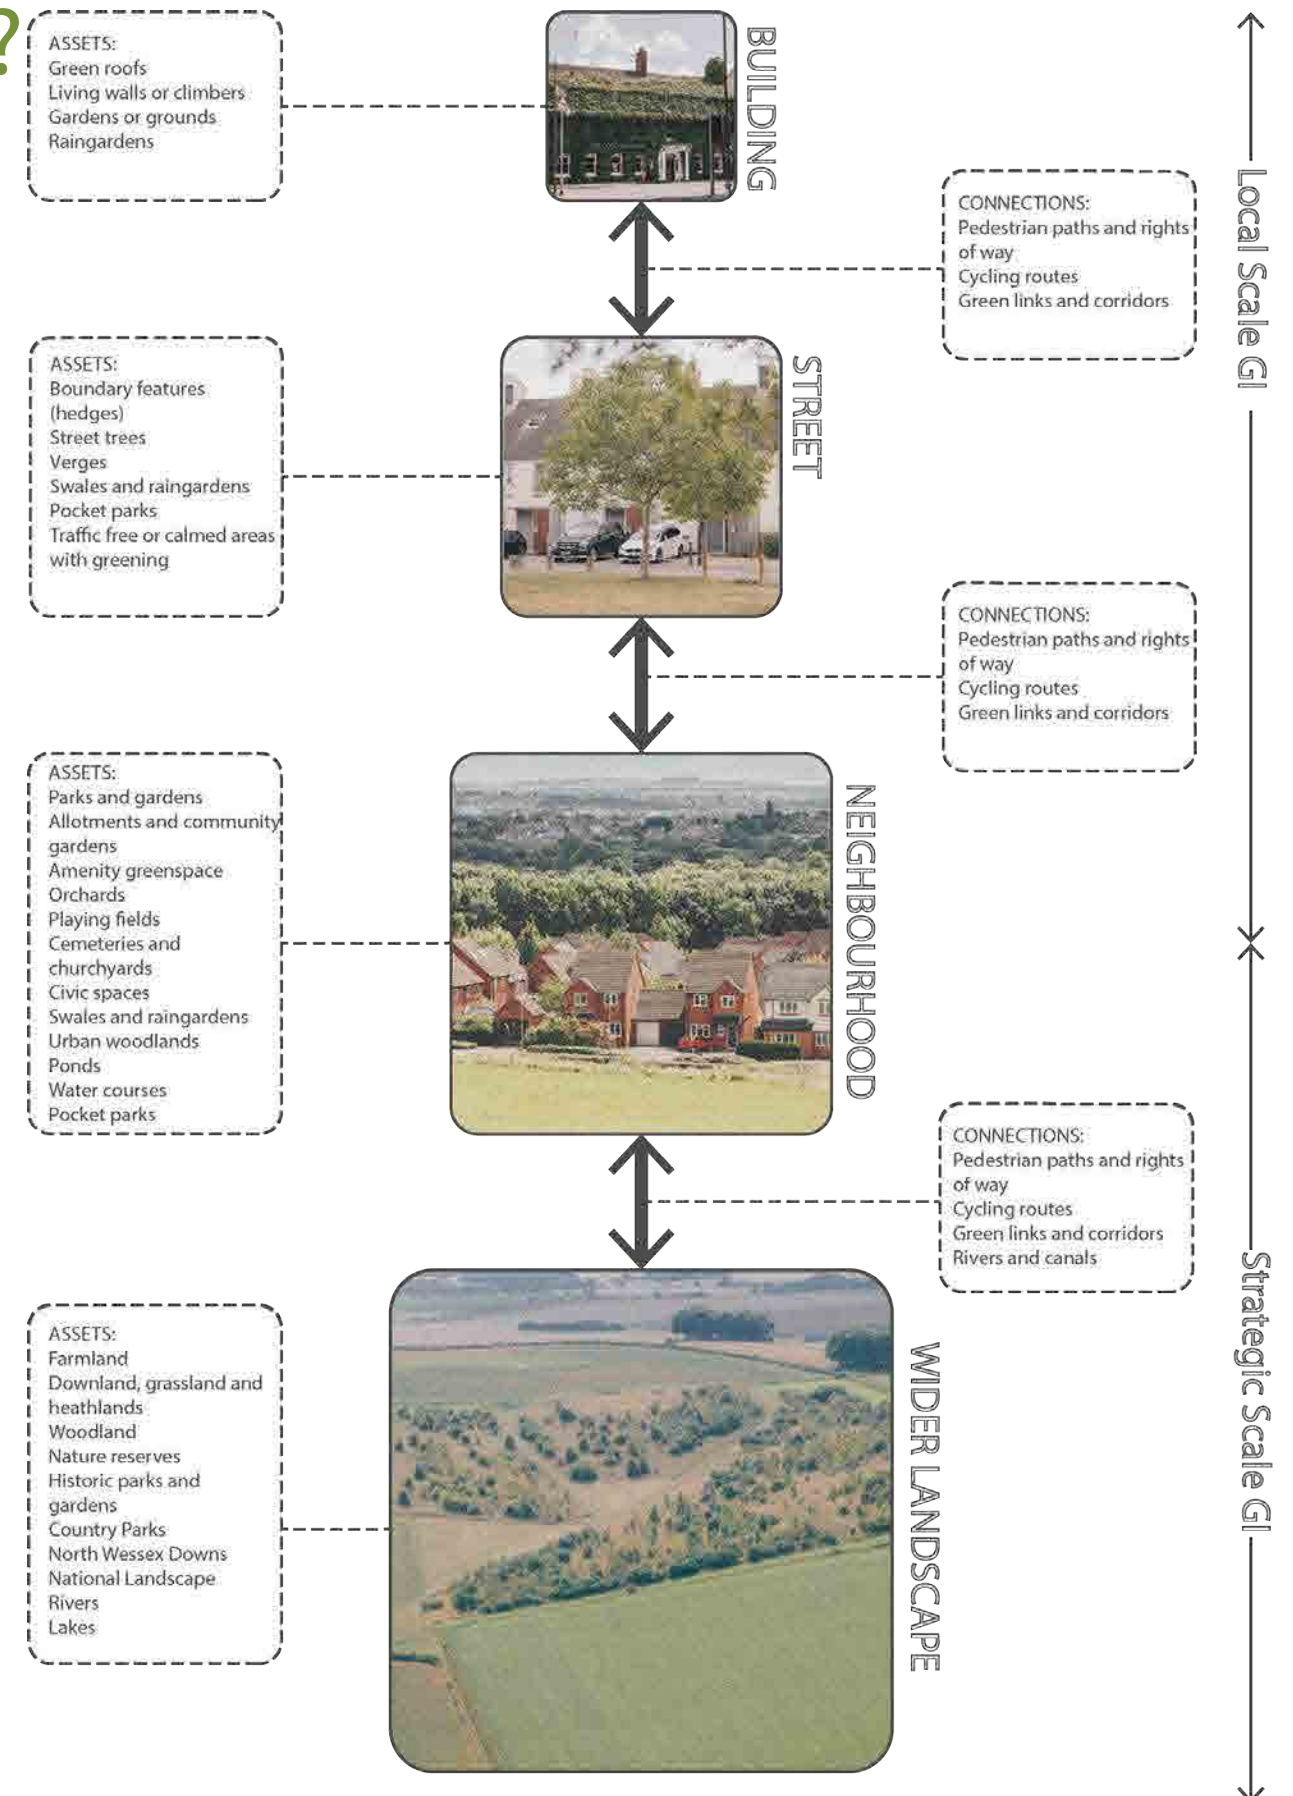 ?
ASSETS:
Green roofs
Living walls or climbers
Gardens or grounds
Raingardens
BUILDING
CONNECTIONS:
Pedestrian paths and rights
of way
Cycling routes
Green links and corridors
Local Scale GI
ASSETS:
Boundary features
(hedges)
Street trees
Verges
Swales and raingardens
Pocket parks
Traffic free or calmed areas
with greening
STREET
CONNECTIONS:
Pedestrian paths and rights
of way
Cycling routes
Green links and corridors
ASSETS:
Parks and gardens
Allotments and community
gardens
Amenity greenspace
Orchards
Playing fields
Cemeteries and
churchyards
Civic spaces
Swales and raingardens
Urban woodlands
Ponds
Water courses
Pocket parks
NEIGHBOURHOOD
CONNECTIONS:
Pedestrian paths and rights
of way
Cycling routes
Green links and corridors
Rivers and canals
Strategic Scale GI
ASSETS:
Farmland
Downland, grassland and
heathlands
Woodland
Nature reserves
Historic parks and
gardens
Country Parks
North Wessex Downs
National Landscape
Rivers
Lakes
WIDER LANDSCAPE